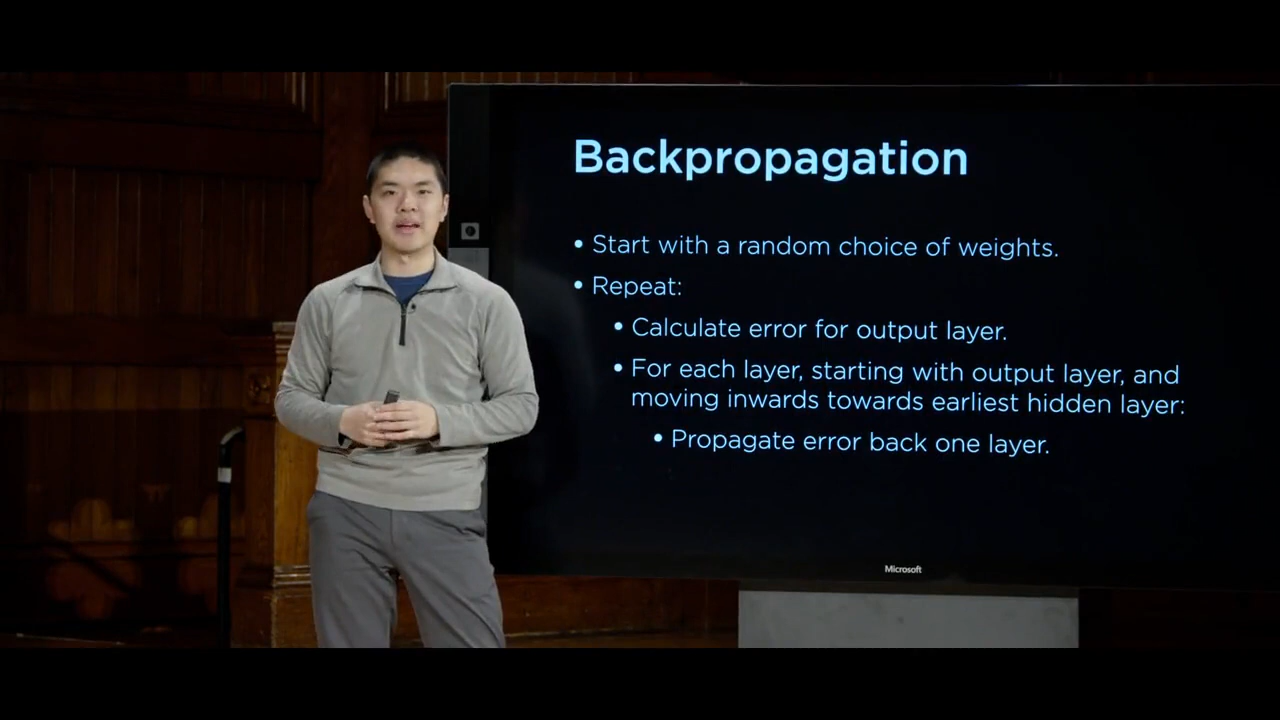 Backpropagation
• Start with a random choice of weights.
• Repeat:
• Calculate error for output layer.
• For each layer, starting with output layer, and
moving inwards towards earliest hidden layer:
• Propagate error back one layer.
Microsoft